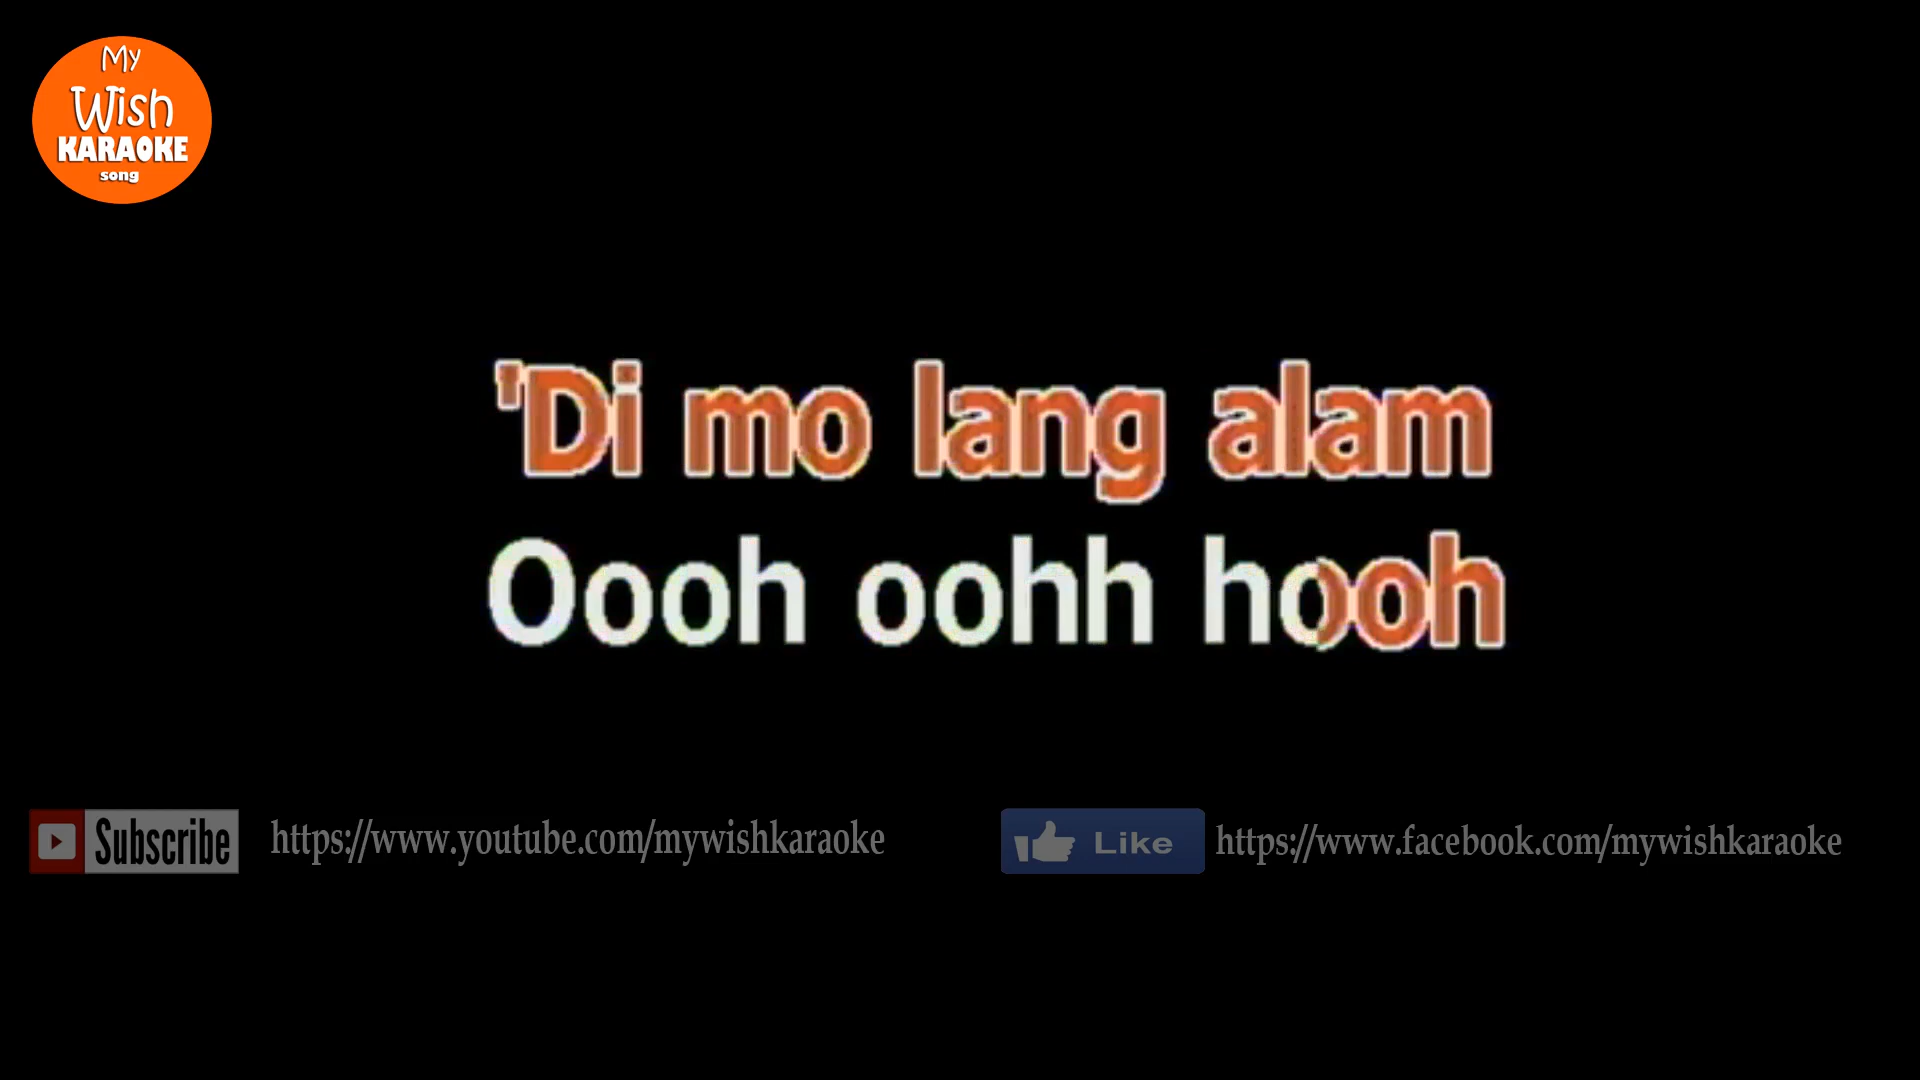 My
Wish
KARAOKE
song
'Di mo lang alam
Oooh oohh hooh
Subscribe https://www.youtube.com/mywishkaraoke Like https://www.facebook.com/mywishkaraoke